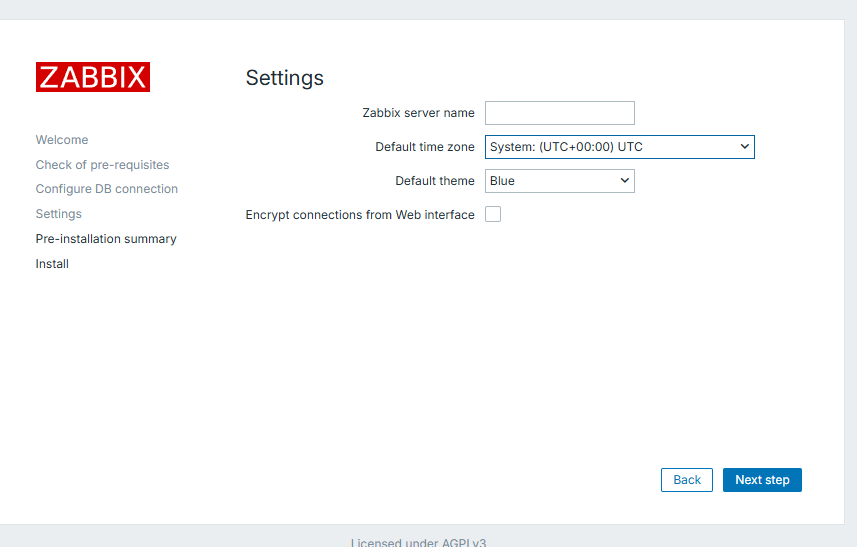 ZABBIX
Welcome
Check of pre-requisites
Configure DB connection
Settings
Pre-installation summary
Install
Settings
Zabbix server name
Default time zone System: (UTC+00:00) UTC
Default theme Blue
Encrypt connections from Web interface
Back Next step
Licensed under AGPLv3